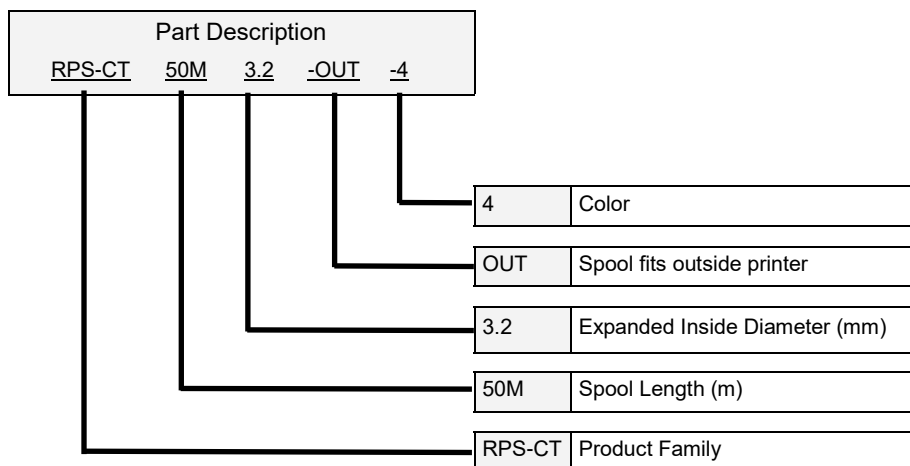 Part Description
RPS-CT 50M 3.2 -OUT -4
4 Color
OUT Spool fits outside printer
3.2 Expanded Inside Diameter (mm)
50M Spool Length (m)
RPS-CT Product Family